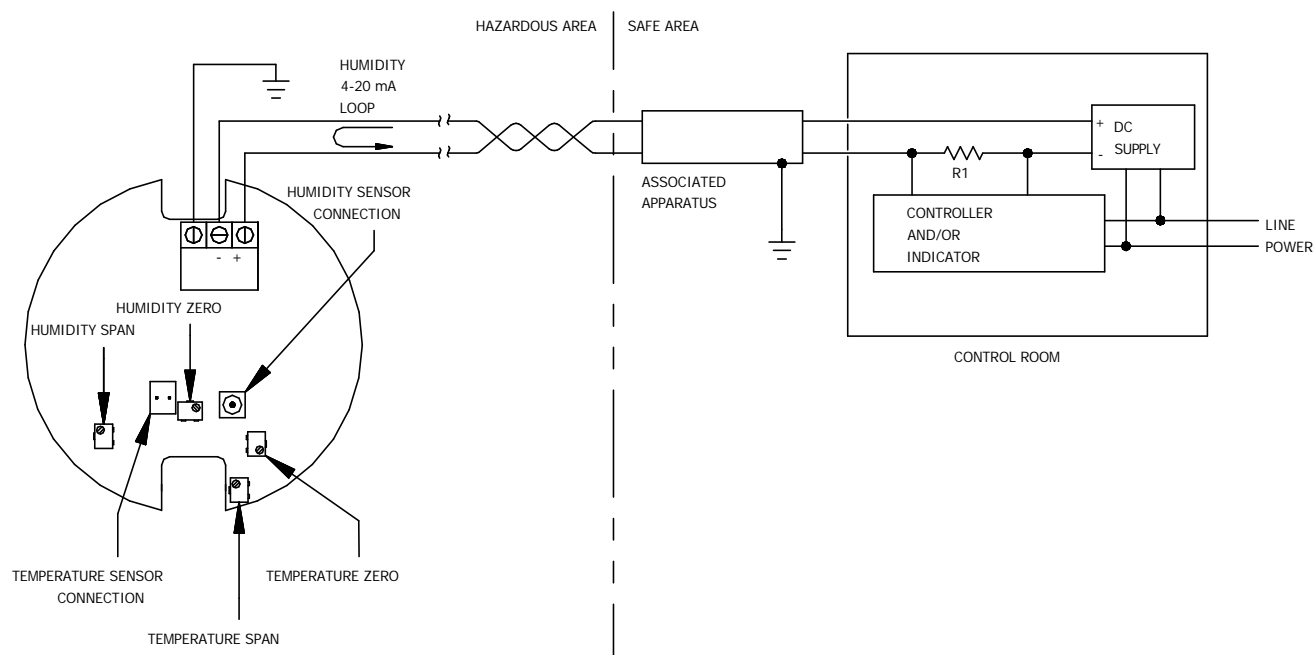 HAZARDOUS AREA
SAFE AREA
HUMIDITY
4-20 mA
LOOP
+ DC
SUPPLY
-
R1
ASSOCIATED
APPARATUS
HUMIDITY SENSOR
CONNECTION
CONTROLLER
AND/OR
INDICATOR
LINE
POWER
- +
HUMIDITY ZERO
HUMIDITY SPAN
CONTROL ROOM
TEMPERATURE SENSOR
CONNECTION
TEMPERATURE ZERO
TEMPERATURE SPAN